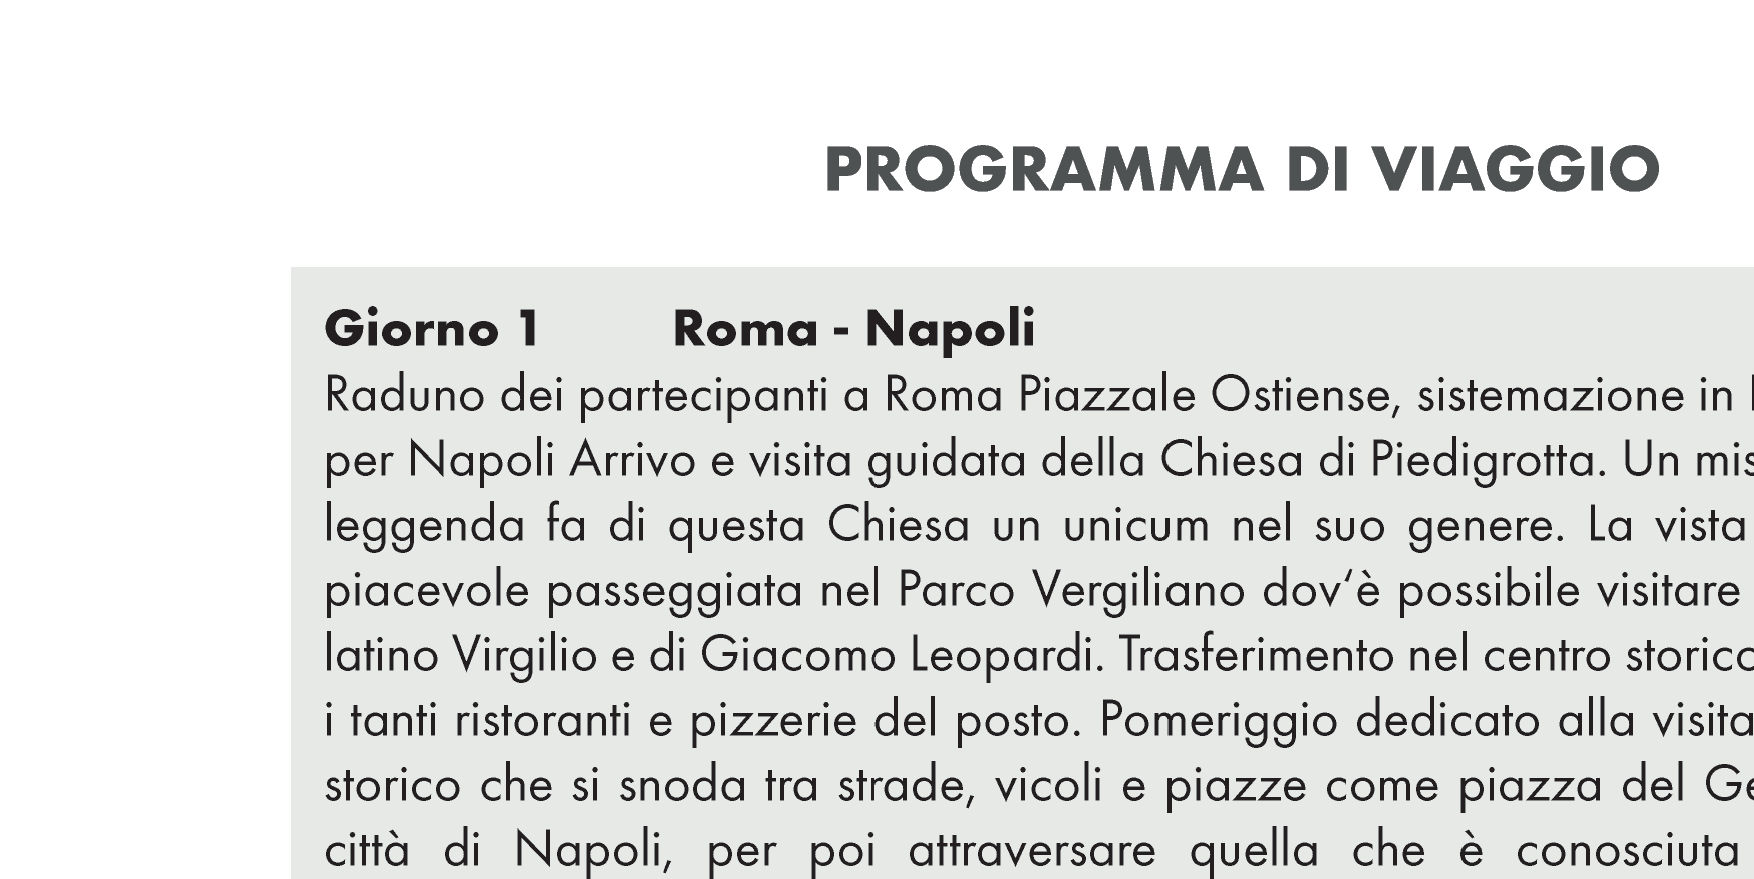 PROGRAMMA DI VIAGGIO
Giorno 1 Roma - Napoli
Raduno dei partecipanti a Roma Piazzale Ostiense, sistemazione in
per Napoli Arrivo e visita guidata della Chiesa di Piedigrotta. Un
leggenda fa di questa Chiesa un unicum nel suo genere. La vista
piacevole passeggiata nel Parco Vergiliano dov‘è possibile visitare
latino Virgilio e di Giacomo Leopardi. Trasferimento nel centro storico
i tanti ristoranti e pizzerie del posto. Pomeriggio dedicato alla visita
storico che si snoda tra strade, vicoli e piazze come piazza del
città di Napoli, per poi attraversare quella che è conosciuta